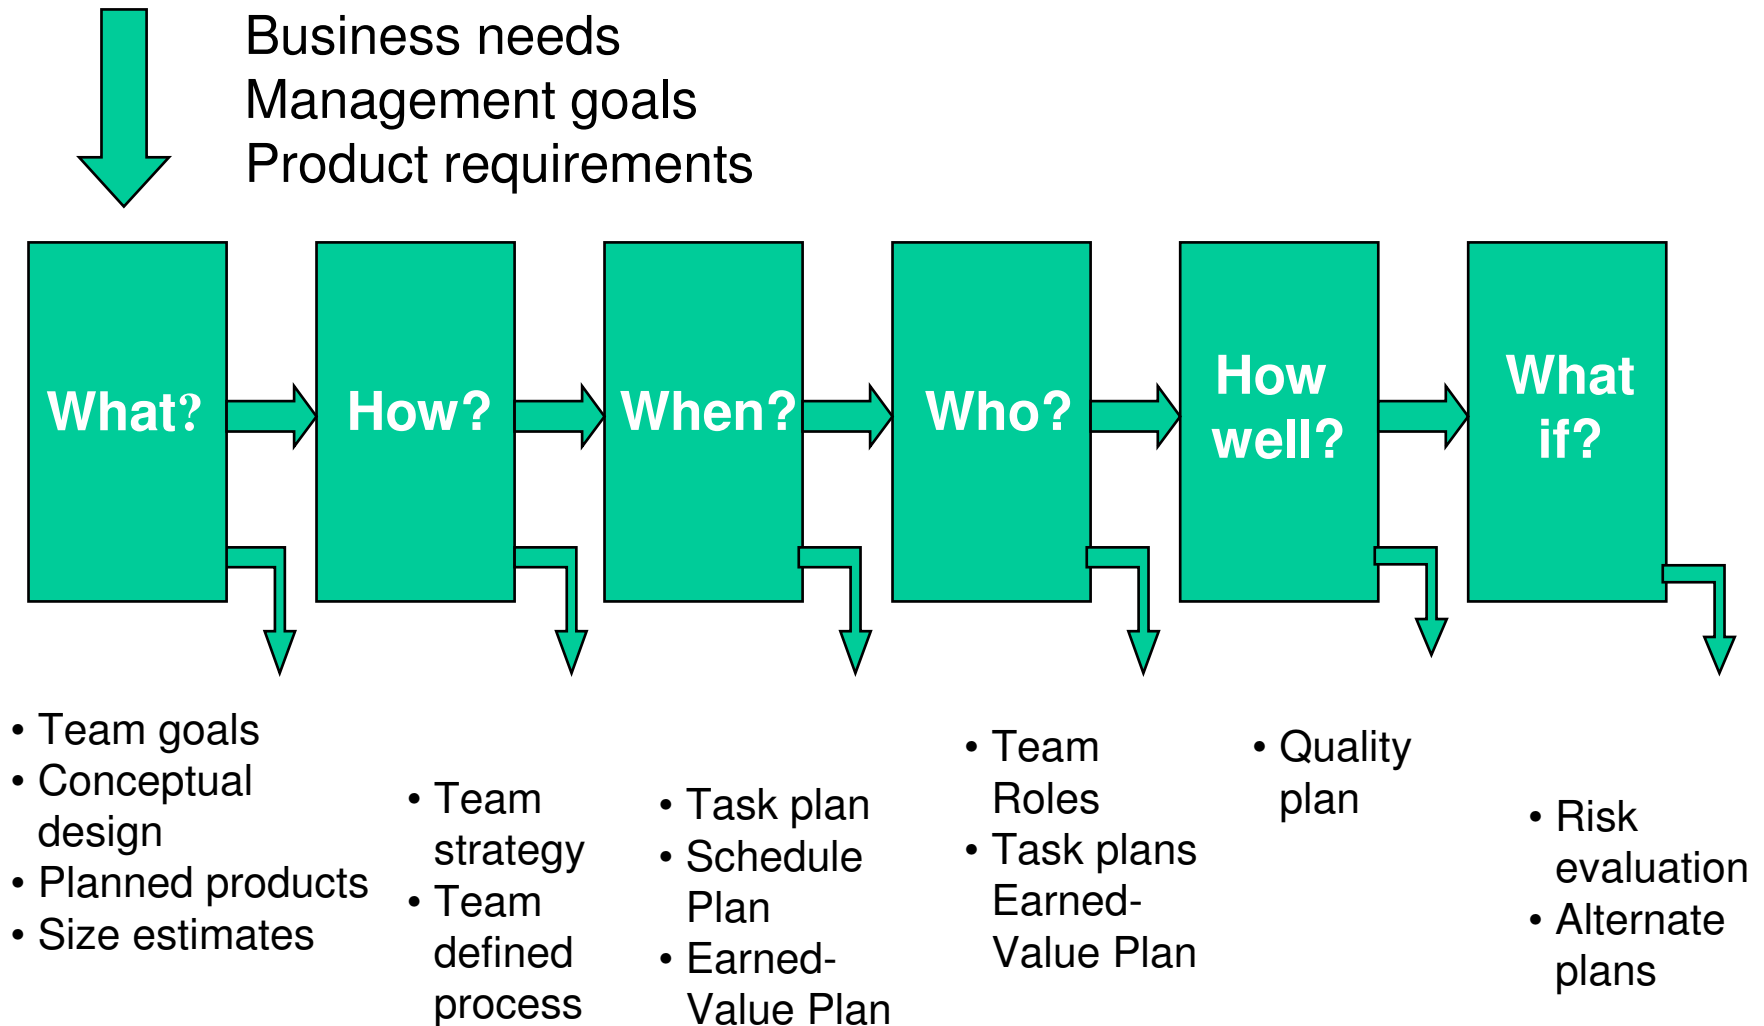 Business needs
Management goals
Product requirements
What?
How?
When?
Who?
How
well?
What
if?
• Team goals
• Conceptual
design
• Planned products
• Size estimates
• Team
strategy
• Team
defined
process
• Task plan
• Schedule
Plan
• Earned-
Value Plan
• Team
Roles
• Task plans
Earned-
Value Plan
• Quality
plan
• Risk
evaluation
• Alternate
plans